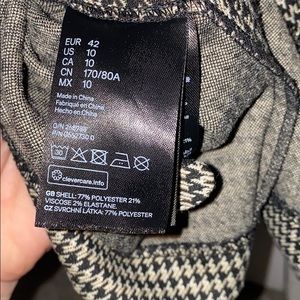 EUR 42
US 10
CA 10
CN 170/80A
MX 10
Made in China
Fabriqué en Chine
Hecho en China
O/N
P/N
30
clevercare.info
GB SHELL: 77% POLYESTER 21%
VISCOSE 2% ELASTANE.
CZ SVRCHNÍ LÁTKA: 77% POLYESTER